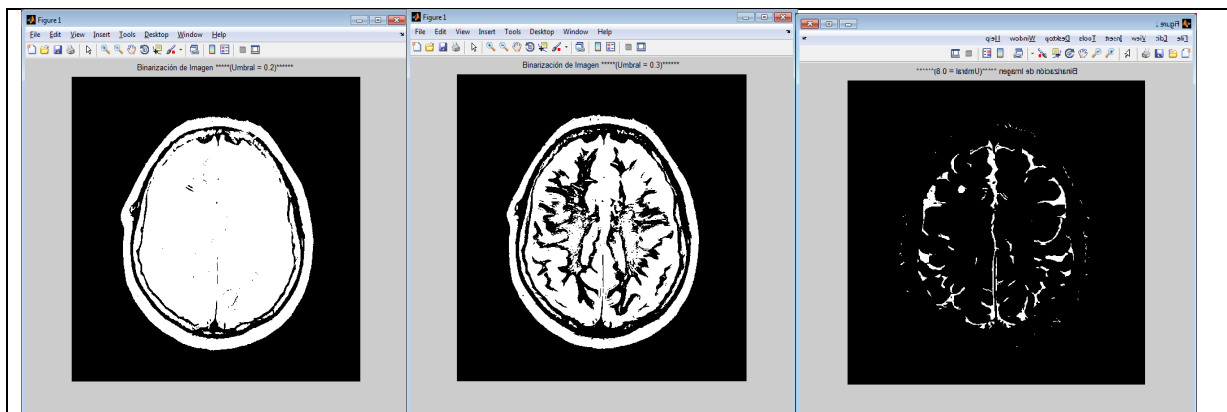 Figure 1
File Edit View Insert Tools Desktop Window Help
Binarización de Imagen *****(Umbral = 0.2)******
Figure 1
File Edit View Insert Tools Desktop Window Help
Binarización de Imagen *****(Umbral = 0.3)******
Figure 1
File Edit View Insert Tools Desktop Window Help
Binarización de Imagen *****(Umbral = 0.8)******